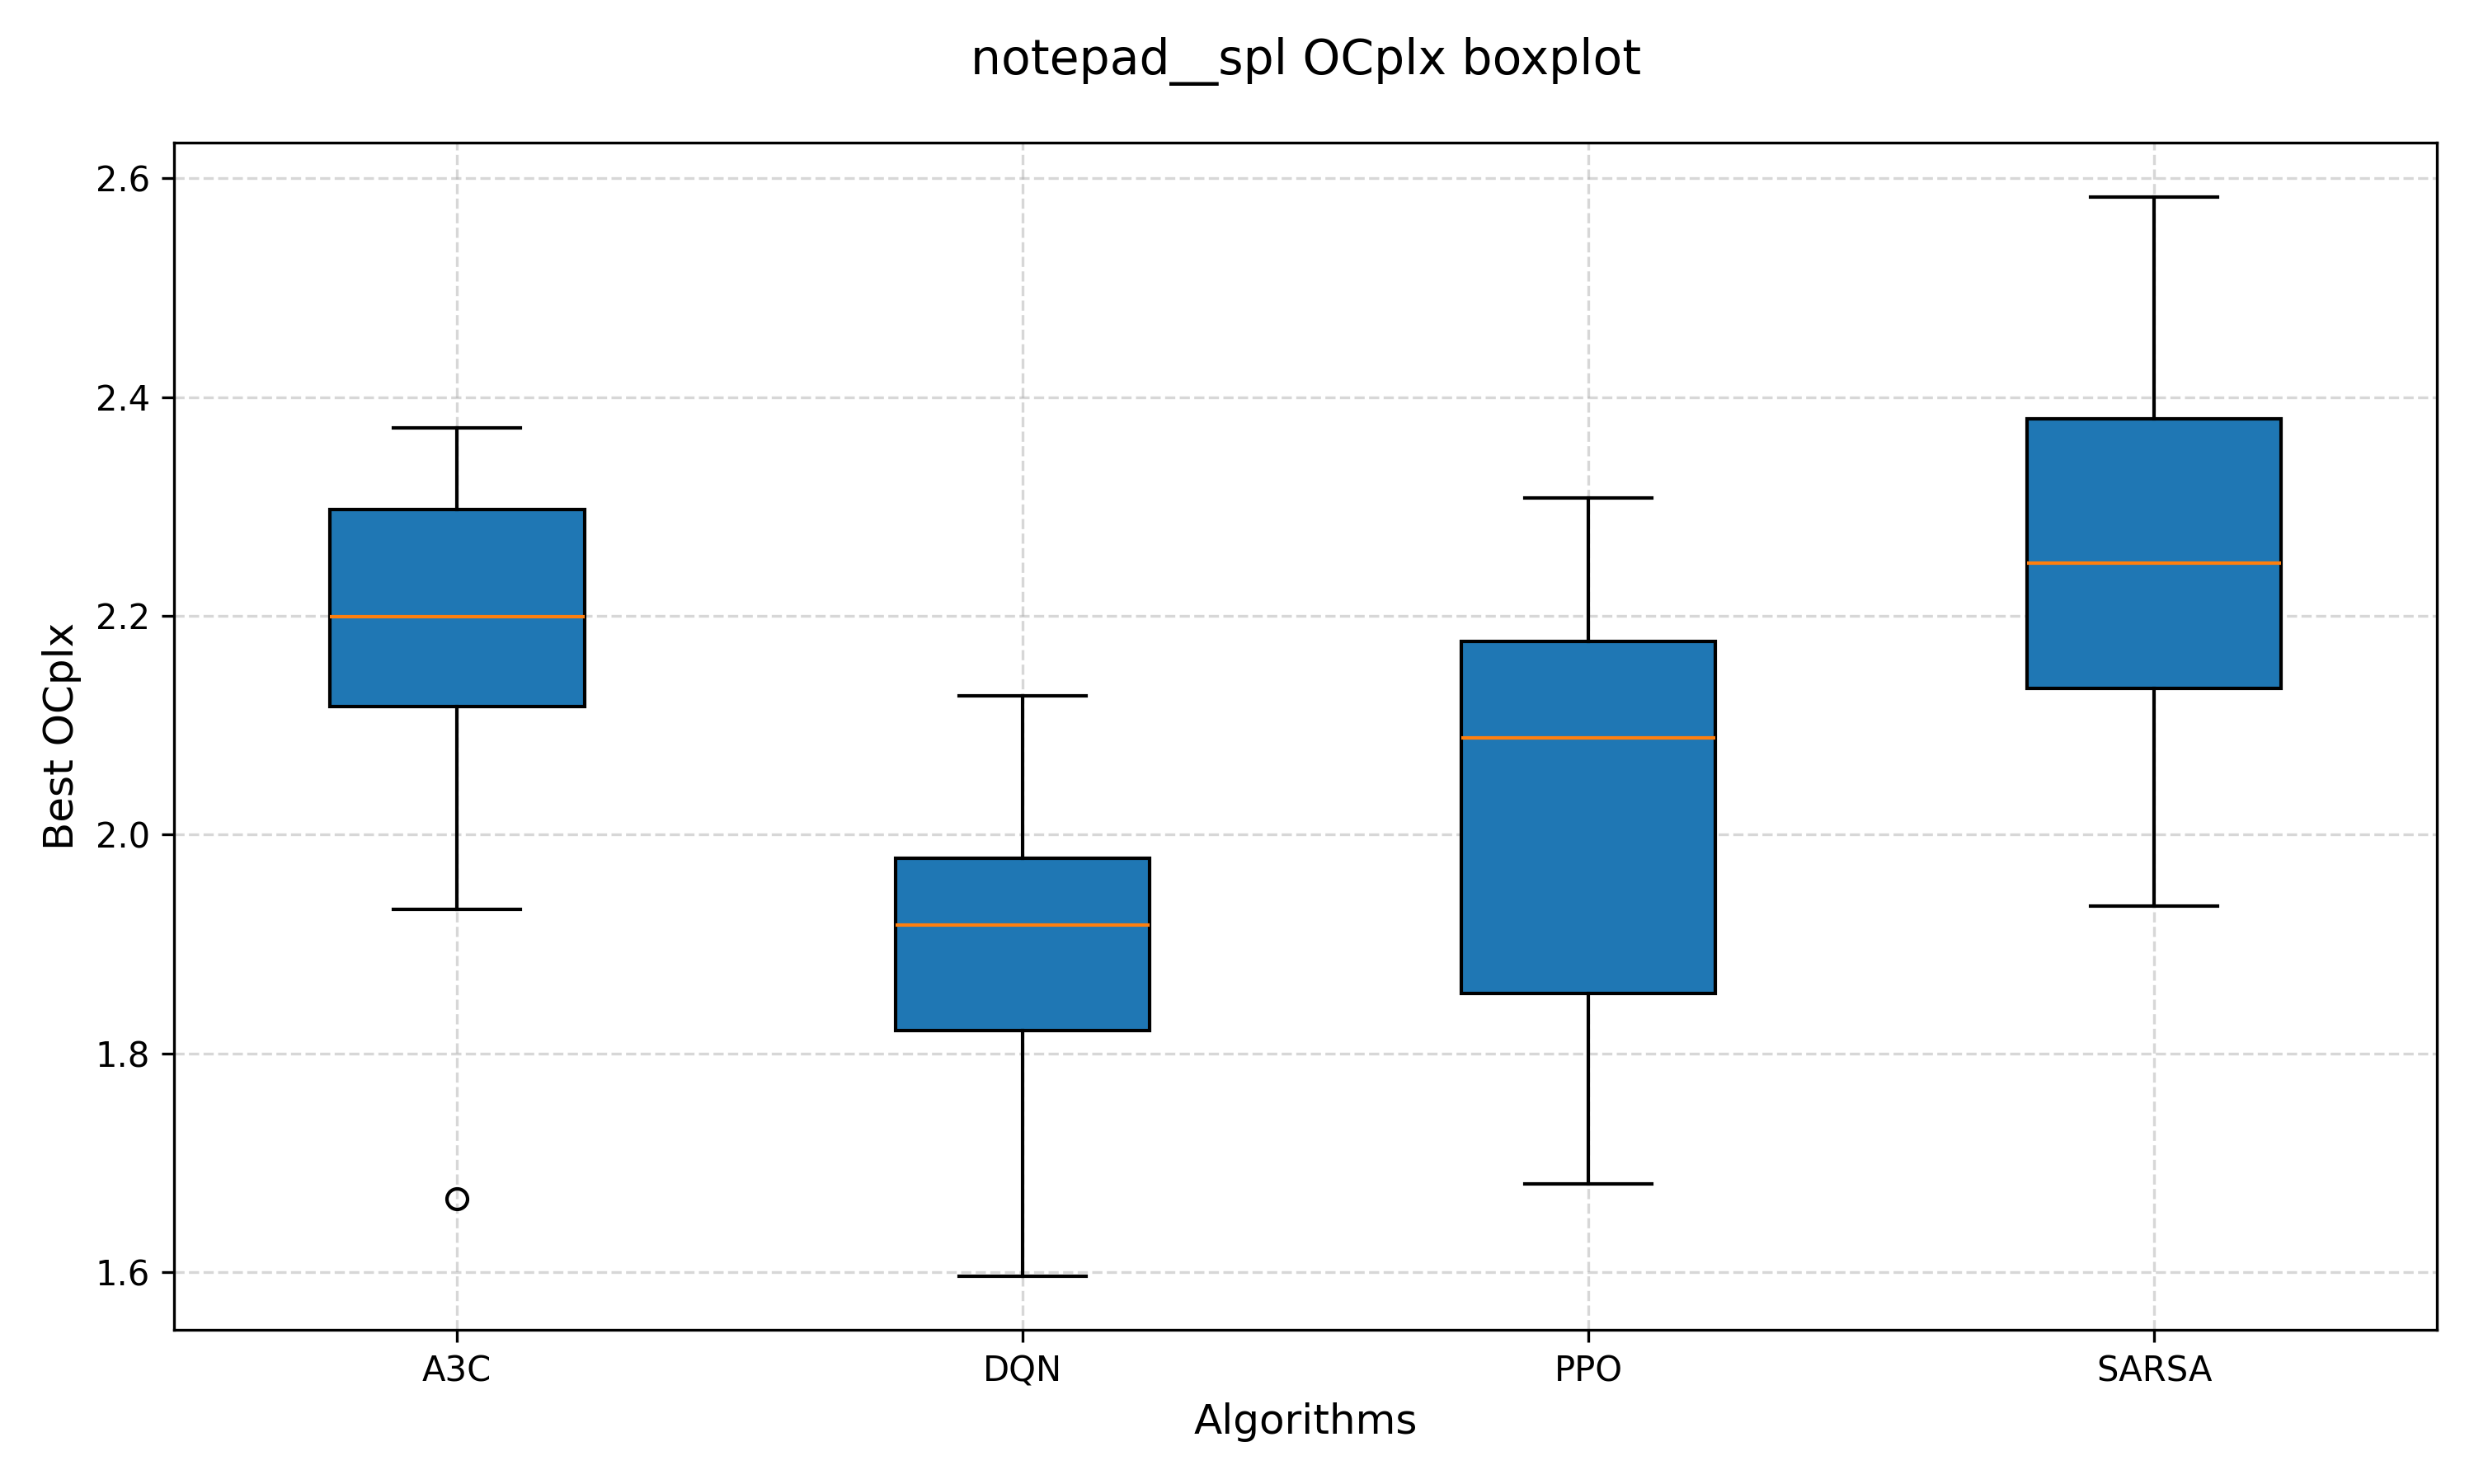 notepad__spl OCplx boxplot
2.6
2.4
2.2
2.0
1.8
1.6
Best OCplx
A3C DQN PPO SARSA
Algorithms